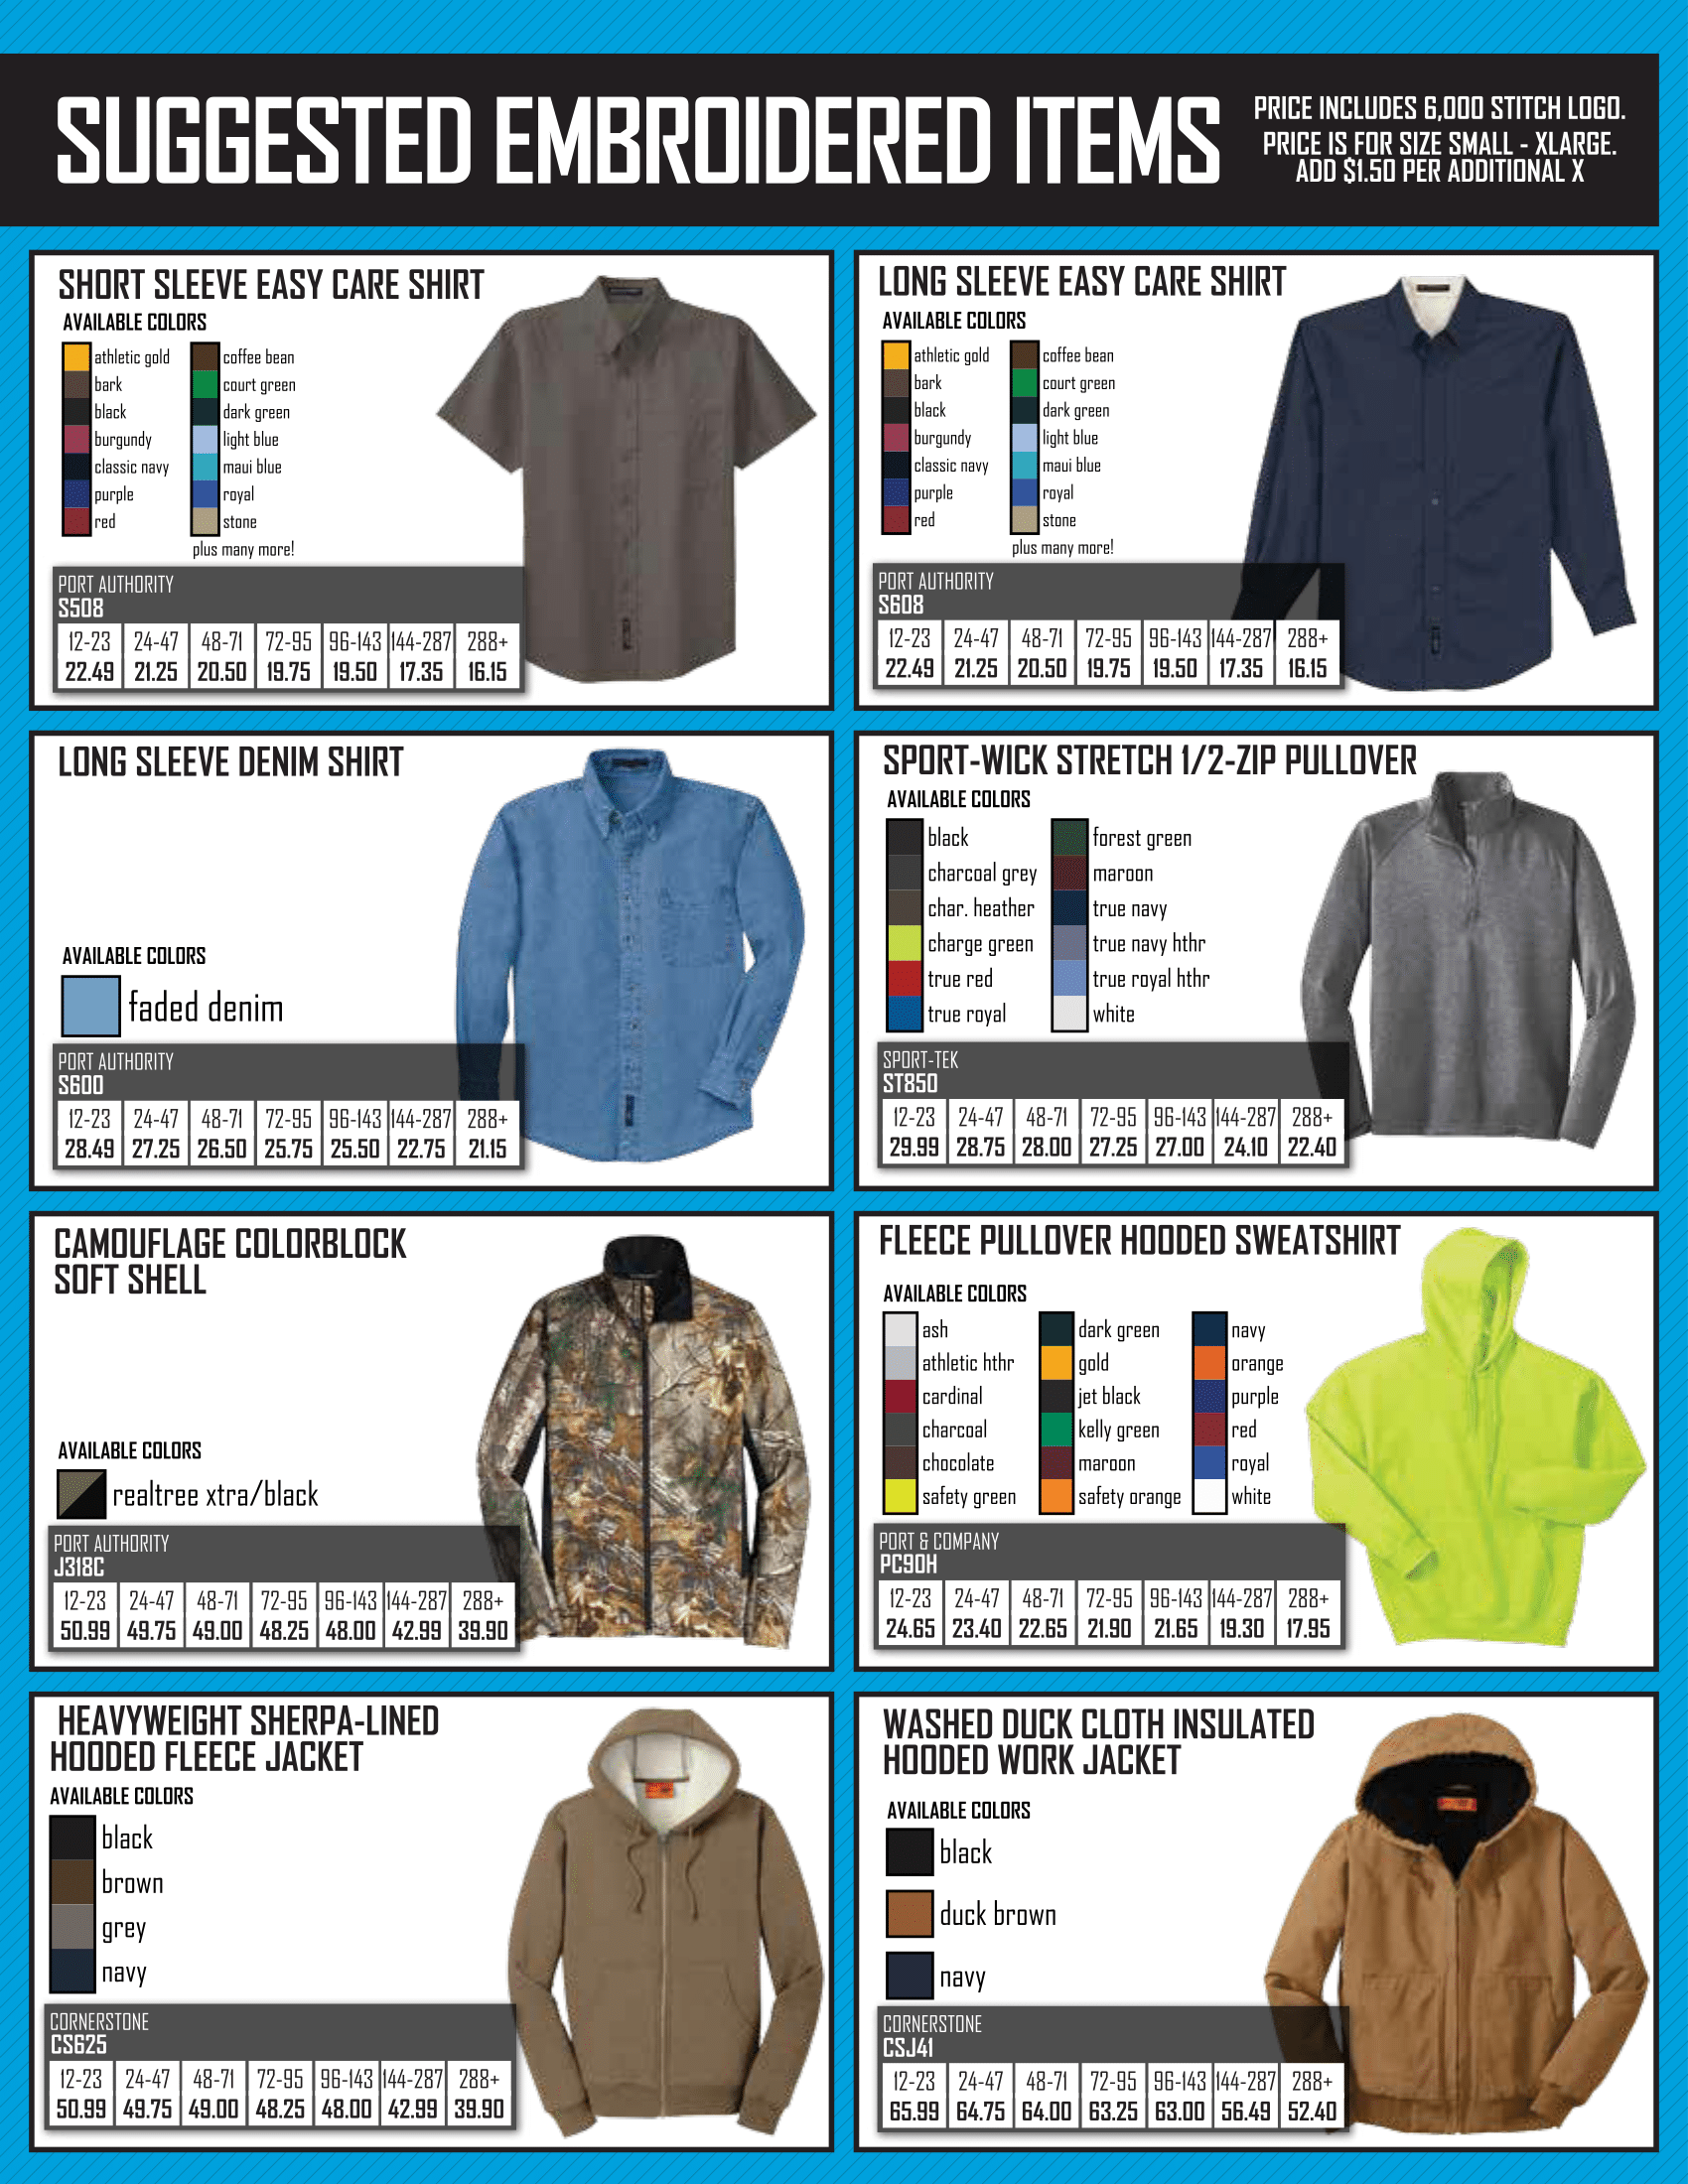 SUGGESTED EMBROIDERED ITEMS
PRICE INCLUDES 6,000 STITCH LOGO.
PRICE IS FOR SIZE SMALL - XLARGE.
ADD $1.50 PER ADDITIONAL X
SHORT SLEEVE EASY CARE SHIRT
AVAILABLE COLORS
athletic gold coffee bean
bark court green
black dark green
burgundy light blue
classic navy maui blue
purple royal
red stone
plus many more!
PORT AUTHORITY
S508
12-23 24-47 48-71 72-95 96-143 144-287 288+
22.49 21.25 20.50 19.75 19.50 17.35 16.15
LONG SLEEVE EASY CARE SHIRT
AVAILABLE COLORS
athletic gold coffee bean
bark court green
black dark green
burgundy light blue
classic navy maui blue
purple royal
red stone
plus many more!
PORT AUTHORITY
S608
12-23 24-47 48-71 72-95 96-143 144-287 288+
22.49 21.25 20.50 19.75 19.50 17.35 16.15
LONG SLEEVE DENIM SHIRT
AVAILABLE COLORS
faded denim
PORT AUTHORITY
S600
12-23 24-47 48-71 72-95 96-143 144-287 288+
28.49 27.25 26.50 25.75 25.50 22.75 21.15
SPORT-WICK STRETCH 1/2-ZIP PULLOVER
AVAILABLE COLORS
black forest green
charcoal grey maroon
char. heather true navy
charge green true navy hthr
true red true royal hthr
true royal white
SPORT-TEK
ST850
12-23 24-47 48-71 72-95 96-143 144-287 288+
29.99 28.75 28.00 27.25 27.00 24.10 22.40
CAMOUFLAGE COLORBLOCK
SOFT SHELL
AVAILABLE COLORS
realtree xtra/black
PORT AUTHORITY
J318C
12-23 24-47 48-71 72-95 96-143 144-287 288+
50.99 49.75 49.00 48.25 48.00 42.99 39.90
FLEECE PULLOVER HOODED SWEATSHIRT
AVAILABLE COLORS
ash dark green navy
athletic hthr gold orange
cardinal jet black purple
charcoal kelly green red
chocolate maroon royal
safety green safety orange white
PORT & COMPANY
PC90H
12-23 24-47 48-71 72-95 96-143 144-287 288+
24.65 23.40 22.65 21.90 21.65 19.30 17.95
HEAVYWEIGHT SHERPA-LINED
HOODED FLEECE JACKET
AVAILABLE COLORS
black
brown
grey
navy
CORNERSTONE
CS625
12-23 24-47 48-71 72-95 96-143 144-287 288+
50.99 49.75 49.00 48.25 48.00 42.99 39.90
WASHED DUCK CLOTH INSULATED
HOODED WORK JACKET
AVAILABLE COLORS
black
duck brown
navy
CORNERSTONE
CSJ41
12-23 24-47 48-71 72-95 96-143 144-287 288+
65.99 64.75 64.00 63.25 63.00 56.49 52.40